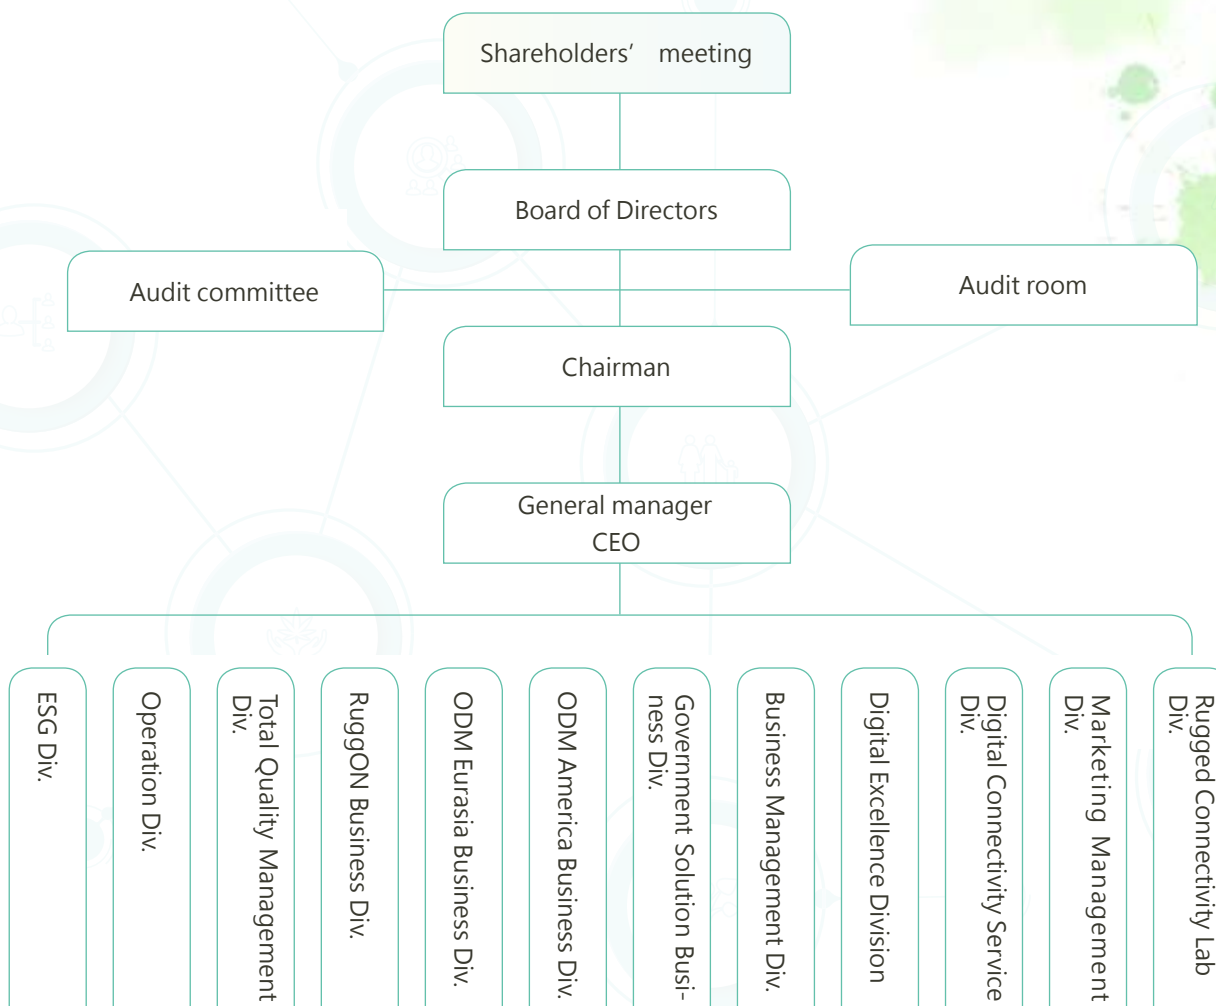 Shareholders’ meeting
Board of Directors
Audit committee
Audit room
Chairman
General manager
CEO
ESG Div.
Operation Div.
Total Quality Management
Div.
RuggON Business Div.
ODM Eurasia Business Div.
ODM America Business Div.
Government Solution Busi-
ness Div.
Business Management Div.
Digital Excellence Division
Digital Connectivity Service
Div.
Marketing Management
Div.
Rugged Connectivity Lab
Div.